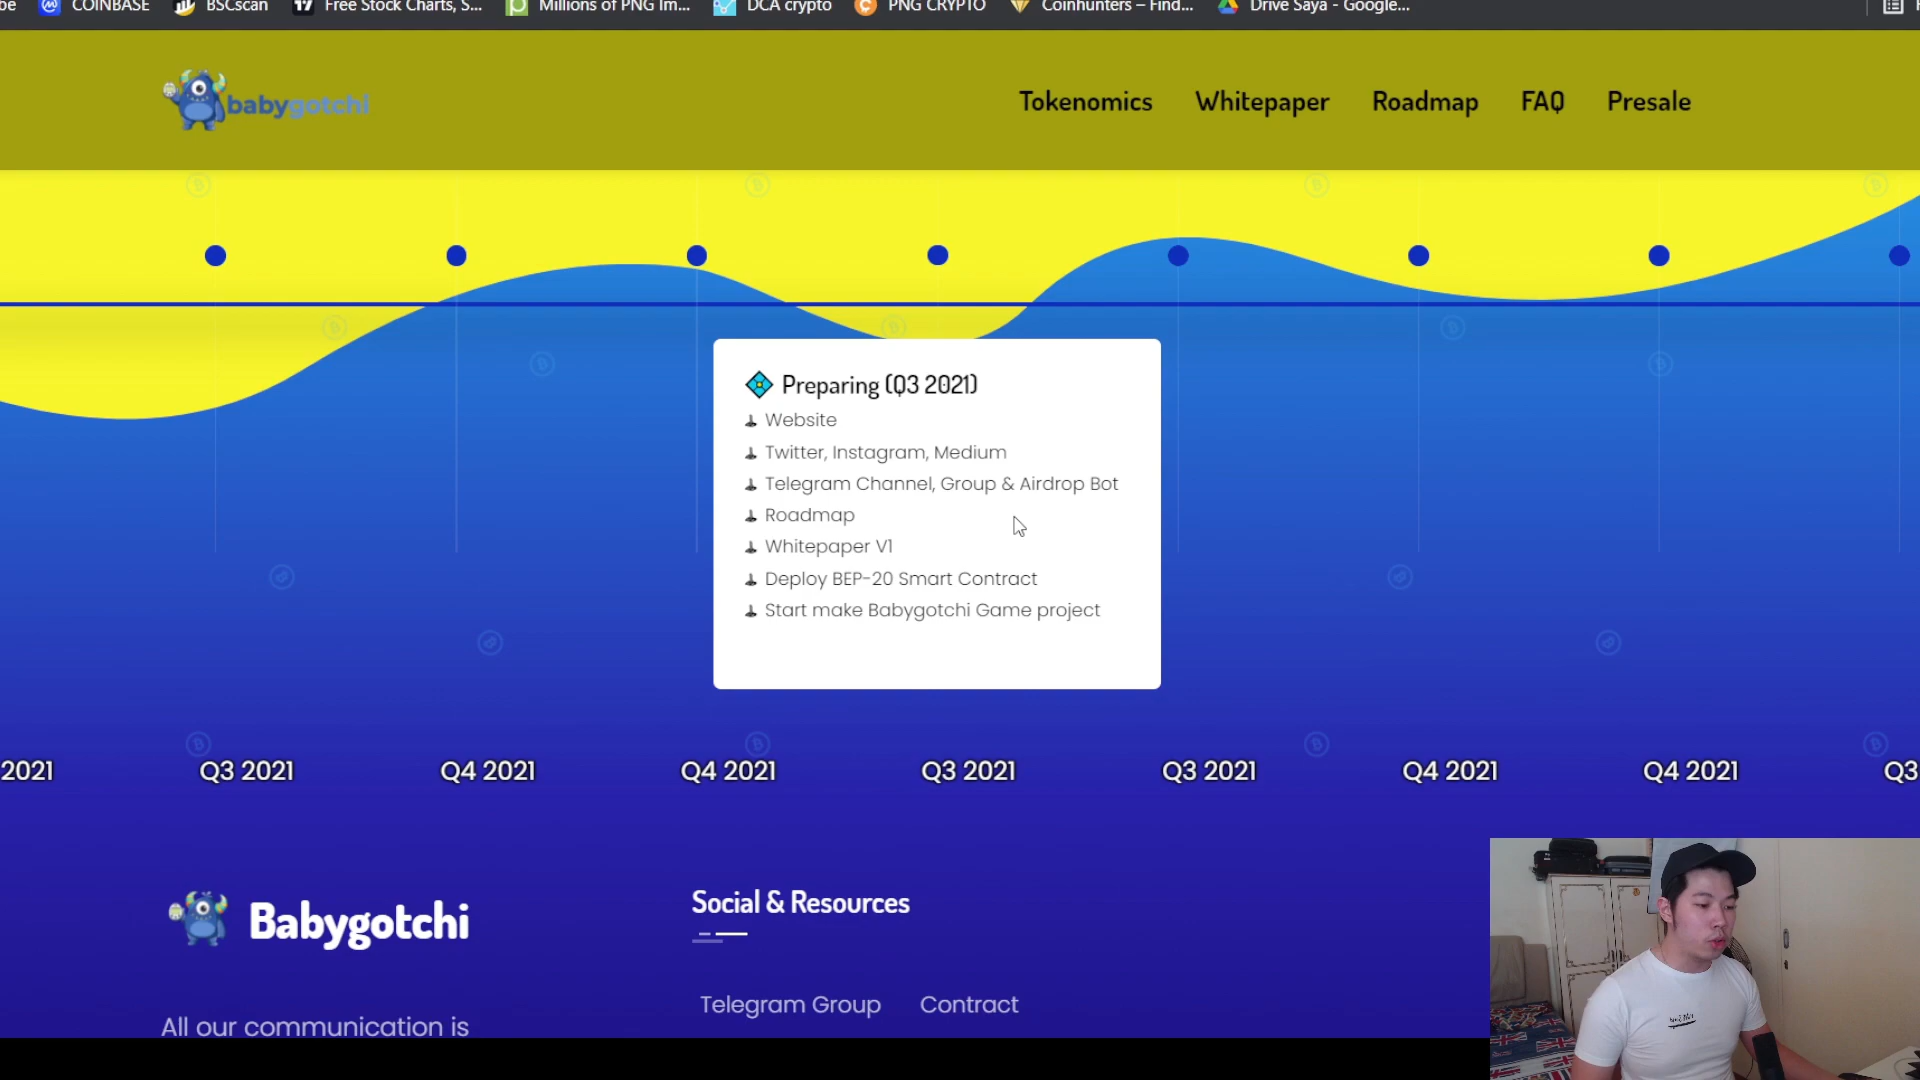 be COINBASE BSCscan Free Stock Charts, S... Millions of PNG Im... DCA crypto PNG CRYPTO Coinhunters – Find... Drive Saya - Google...
babygotchi Tokenomics Whitepaper Roadmap FAQ Presale
Preparing (Q3 2021)
Website
Twitter, Instagram, Medium
Telegram Channel, Group & Airdrop Bot
Roadmap
Whitepaper V1
Deploy BEP-20 Smart Contract
Start make Babygotchi Game project
2021 Q3 2021 Q4 2021 Q4 2021 Q3 2021 Q3 2021 Q4 2021 Q4 2021 Q3
Babygotchi
All our communication is
Social & Resources
Telegram Group Contract